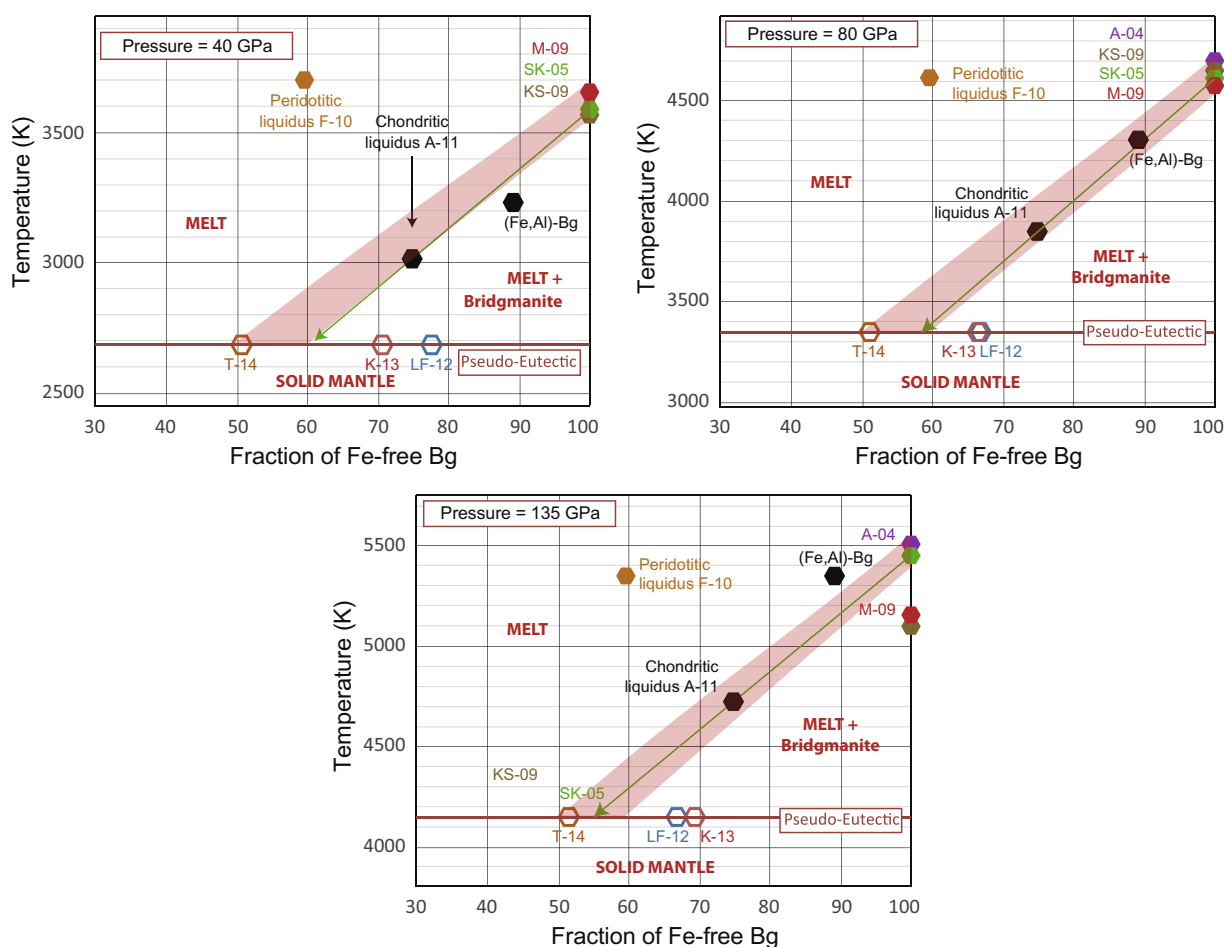 Pressure = 40 GPa
M-09
SK-05
KS-09
Peridotitic
liquidus F-10
Chondritic
liquidus A-11
(Fe,Al)-Bg
MELT
MELT +
Bridgmanite
T-14
K-13
LF-12
Pseudo-Eutectic
SOLID MANTLE
3500
3000
2500
Temperature (K)
30
40
50
60
70
80
90
100
Fraction of Fe-free Bg
Pressure = 80 GPa
A-04
KS-09
SK-05
M-09
Peridotitic
liquidus F-10
(Fe,Al)-Bg
MELT
Chondritic
liquidus A-11
MELT +
Bridgmanite
Pseudo-Eutectic
T-14
K-13
LF-12
SOLID MANTLE
4500
4000
3500
3000
Temperature (K)
30
40
50
60
70
80
90
100
Fraction of Fe-free Bg
Pressure = 135 GPa
A-04
(Fe,Al)-Bg
Peridotitic
liquidus F-10
M-09
MELT
Chondritic
liquidus A-11
MELT +
Bridgmanite
KS-09
SK-05
Pseudo-Eutectic
T-14
LF-12
K-13
SOLID MANTLE
5500
5000
4500
4000
Temperature (K)
30
40
50
60
70
80
90
100
Fraction of Fe-free Bg